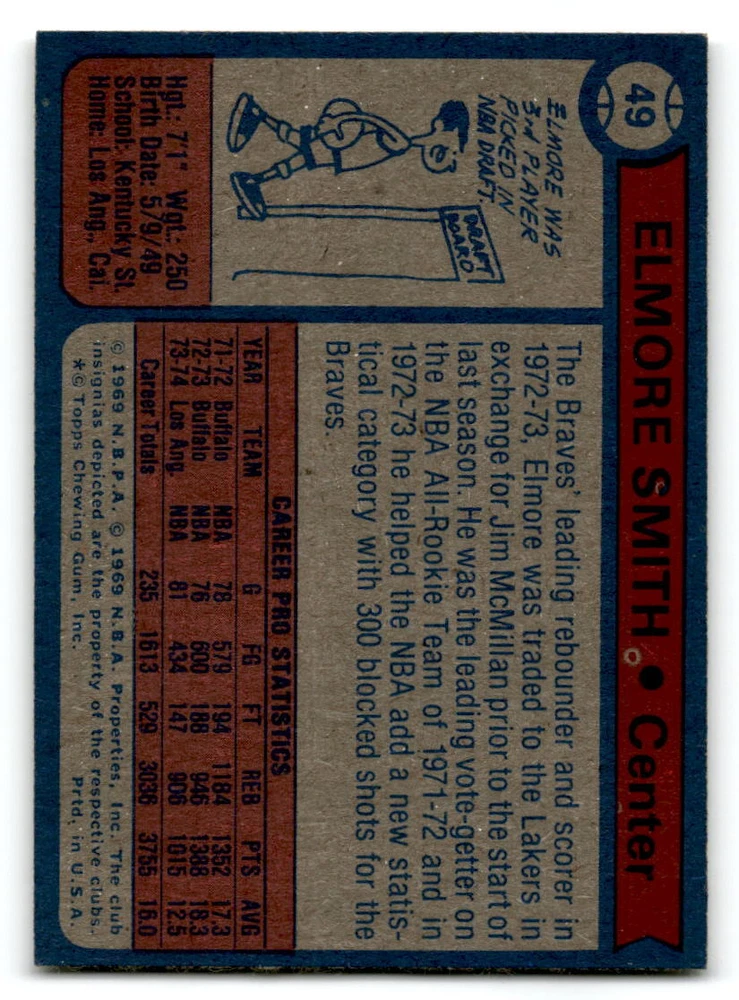 49
ELMORE SMITH • Center
ELMORE WAS
3rd PLAYER
PICKED IN
NBA DRAFT.
DRAFT
BOARD
Hgt.: 7'1" Wgt.: 250
Birth Date: 5/9/49
School: Kentucky St.
Home: Los Ang., Cal.
The Braves' leading rebounder and scorer in
1972-73, Elmore was traded to the Lakers in
exchange for Jim McMillan prior to the start of
last season. He was the leading vote-getter on
the NBA All-Rookie Team of 1971-72 and in
1972-73 he helped the NBA add a new statis-
tical category with 300 blocked shots for the
Braves.
CAREER PRO STATISTICS
YEAR TEAM G FG FT REB PTS AVG
71-72 Buffalo NBA 78 579 194 1184 1352 17.3
72-73 Buffalo NBA 76 600 188 946 1388 18.3
73-74 Los Ang. NBA 81 434 147 906 1015 12.5
Career Totals 235 1613 529 3036 3755 16.0
© 1969 N.B.P.A. © 1969 N.B.A. Properties, Inc. The club
insignias depicted are the property of the respective clubs.
*© Topps Chewing Gum, Inc. Prtd. in U.S.A.